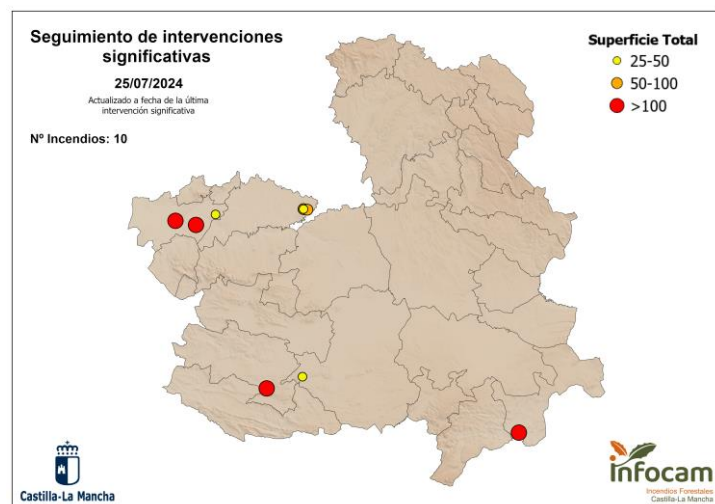 Seguimiento de intervenciones
significativas
25/07/2024
Actualizado a fecha de la última
intervención significativa
Nº Incendios: 10
Superficie Total
25-50
50-100
>100
Castilla-La Mancha
infocam
Incendios Forestales
Castilla-La Mancha